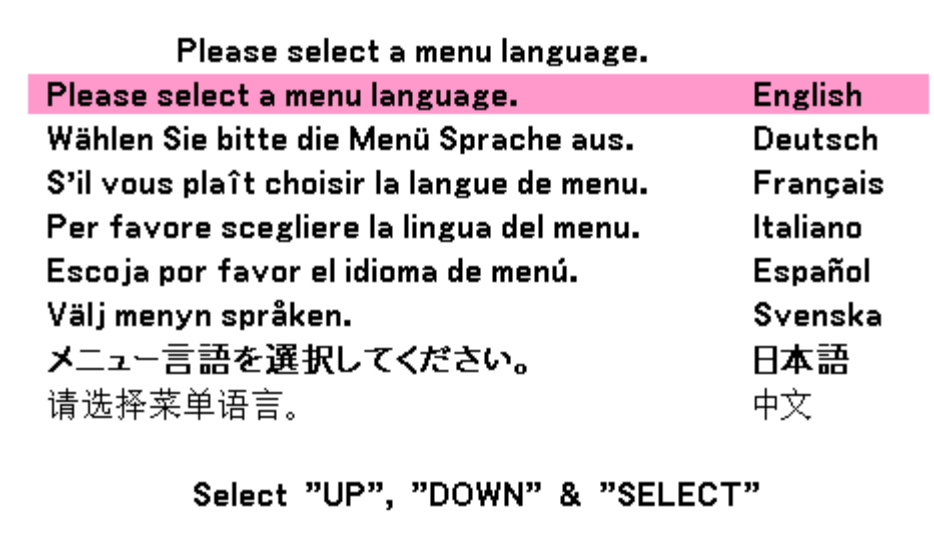 Please select a menu language.
Please select a menu language. English
Wählen Sie bitte die Menü Sprache aus. Deutsch
S’il vous plaît choisir la langue de menu. Français
Per favore scegliere la lingua del menu. Italiano
Escoja por favor el idioma de menú. Español
Välj menyn språken. Svenska
メニュー言語を選択してください。 日本語
请选择菜单语言。 中文
Select ”UP”, ”DOWN” & ”SELECT”